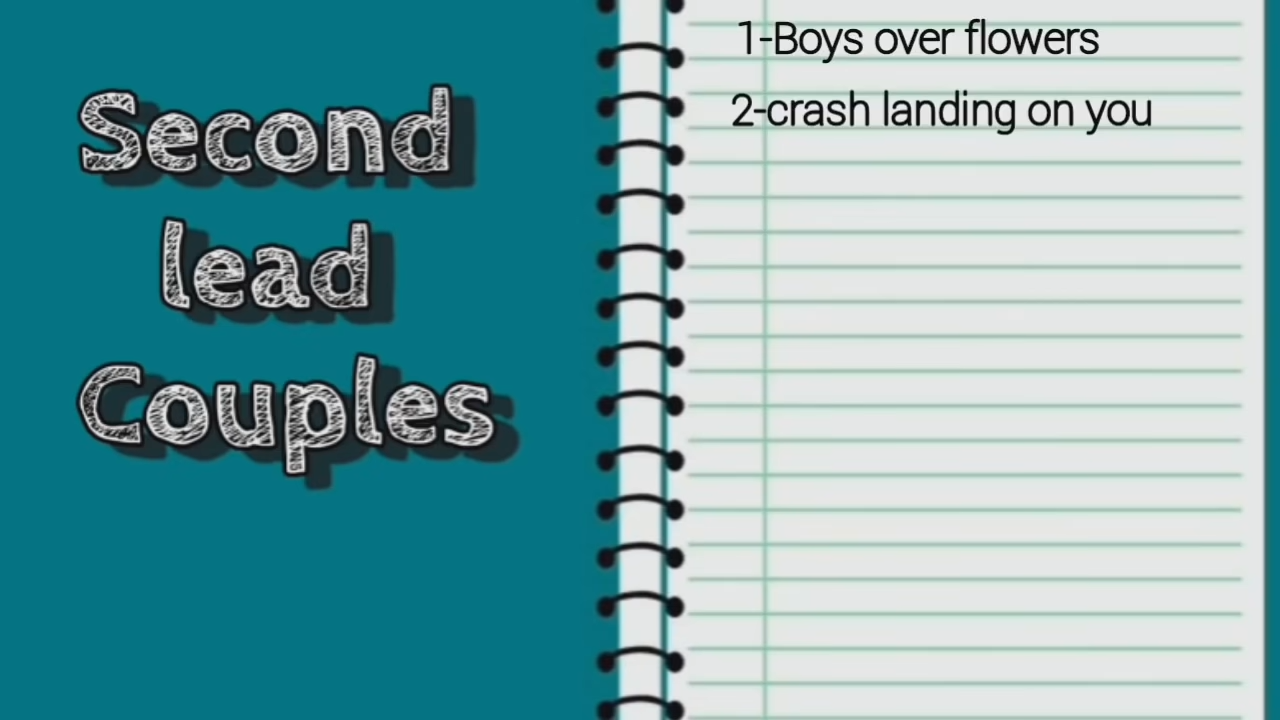 Second
lead
Couples
1-Boys over flowers
2-crash landing on you